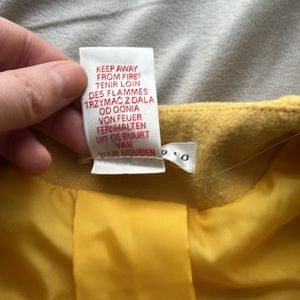 KEEP AWAY
FROM FIRE
TENIR LOIN
DES FLAMMES
TRZYMAĆ Z DALA
OD OGNIA
VON FEUER
FERNHALTEN
UIT DE BUURT
VAN
VUUR HOUDEN